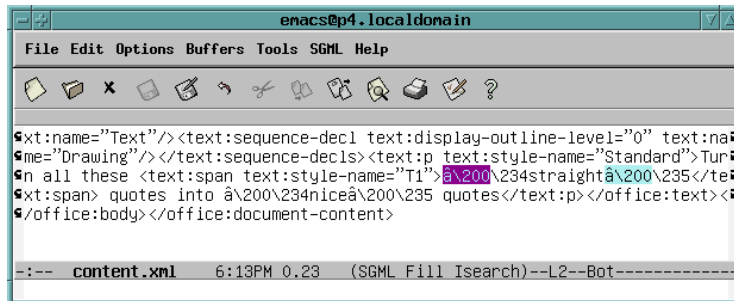 emacs@p4.localdomain
File Edit Options Buffers Tools SGML Help
xt:name=”Text”/><text:sequence-decl text:display-outline-level=”0” text:na
me=”Drawing”/></text:sequence-decls><text:p text:style-name=”Standard”>Tur
n all these <text:span text:style-name=”T1”>â\200\234straightâ\200\235</te
xt:span> quotes into â\200\234niceâ\200\235 quotes</text:p></office:text><
/office:body></office:document-content>
-:-- content.xml 6:13PM 0.23 (SGML Fill Isearch)--L2--Bot-------------